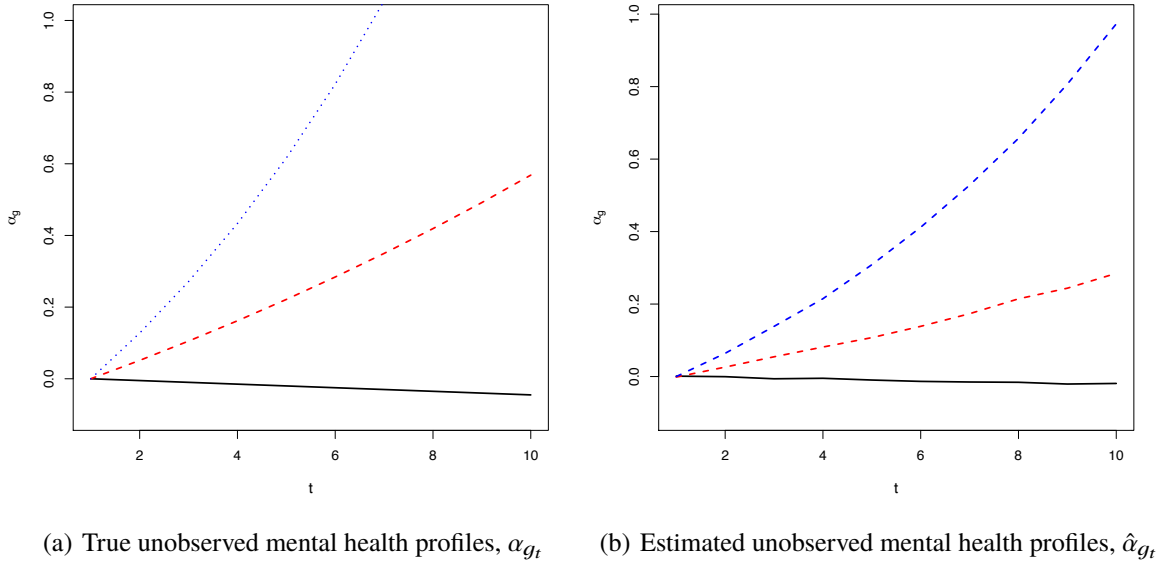 1.0
0.8
0.6
0.4
0.2
0.0
α_g
2 4 6 8 10
t
(a) True unobserved mental health profiles, α_{g_t}
1.0
0.8
0.6
0.4
0.2
0.0
α_g
2 4 6 8 10
t
(b) Estimated unobserved mental health profiles, α̂_{g_t}